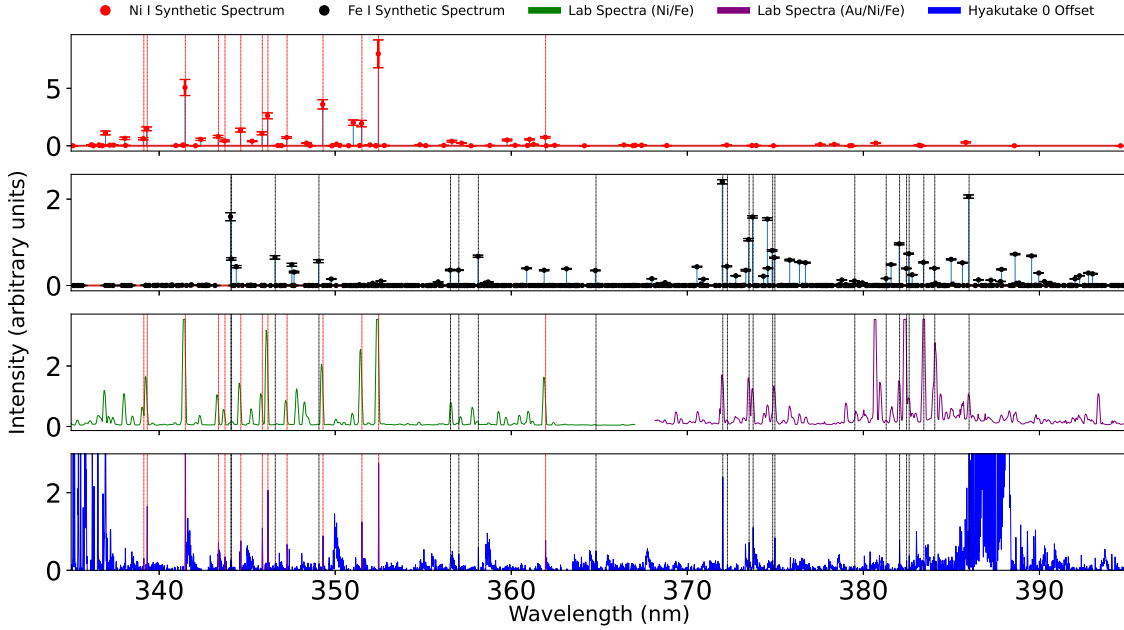 Ni I Synthetic Spectrum Fe I Synthetic Spectrum Lab Spectra (Ni/Fe) Lab Spectra (Au/Ni/Fe) Hyakutake 0 Offset
Intensity (arbitrary units)
5
0
2
0
2
0
2
0
340 350 360 370 380 390
Wavelength (nm)